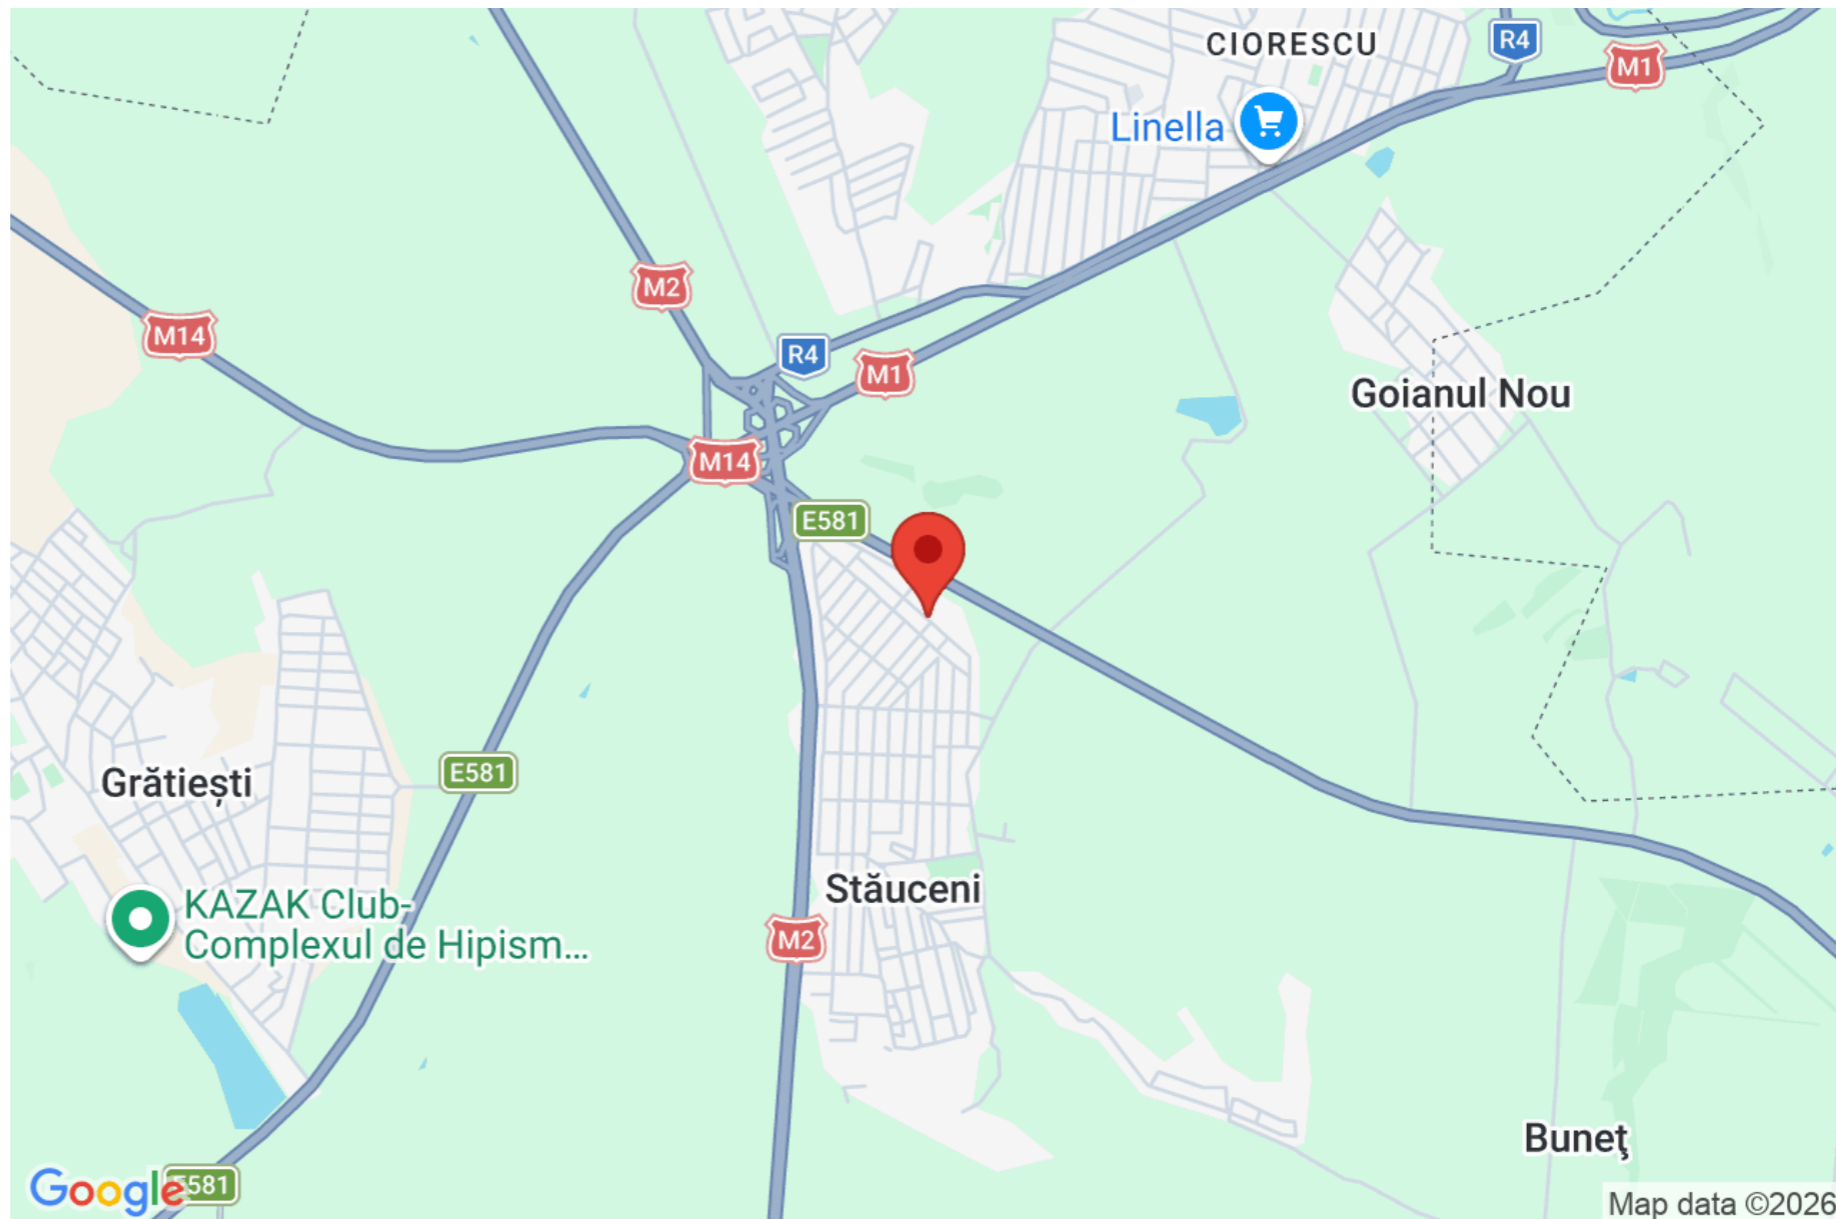 CIORESCU
R4
M1
Linella
M2
M14
R4
M1
Goianul Nou
M14
E581
Grătiești
E581
Stăuceni
KAZAK Club-
Complexul de Hipism...
M2
Buneţ
Google
E581
Map data ©2026